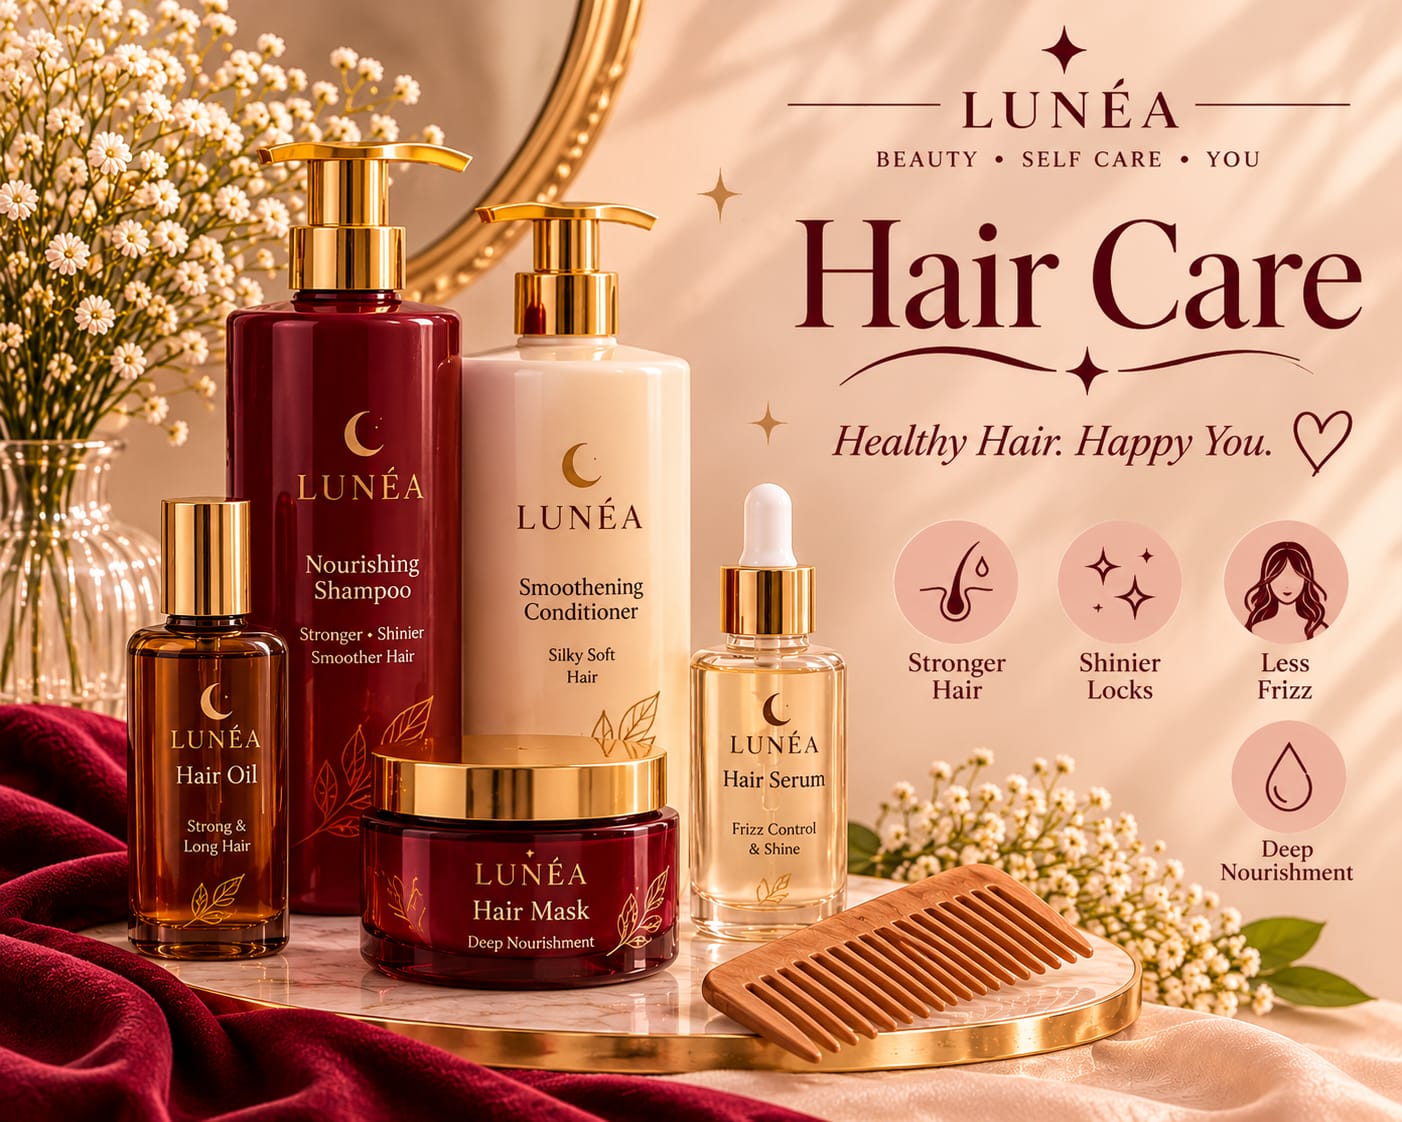 LUNÉA
BEAUTY • SELF CARE • YOU
Hair Care
Healthy Hair. Happy You.
Stronger
Hair
Shinier
Locks
Less
Frizz
Deep
Nourishment
LUNÉA
Nourishing
Shampoo
Stronger • Shinier
Smoother Hair
LUNÉA
Smoothening
Conditioner
Silky Soft
Hair
LUNÉA
Hair Oil
Strong &
Long Hair
LUNÉA
Hair Mask
Deep Nourishment
LUNÉA
Hair Serum
Frizz Control
& Shine